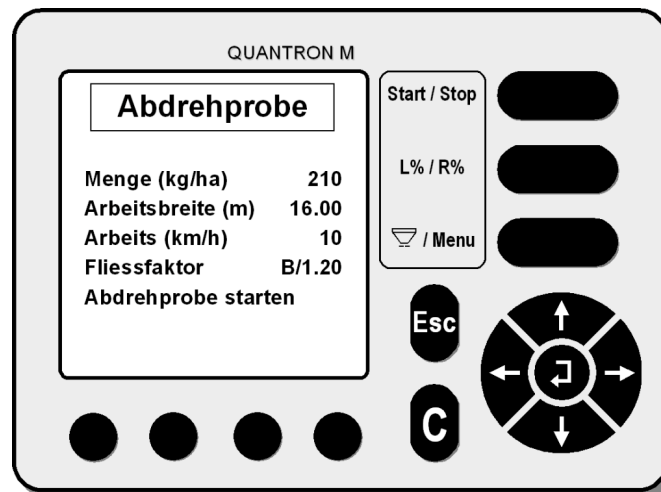 QUANTRON M
Abdrehprobe
Menge (kg/ha) 210
Arbeitsbreite (m) 16.00
Arbeits (km/h) 10
Fliessfaktor B/1.20
Abdrehprobe starten
Start / Stop
L% / R%
/ Menu
Esc
C